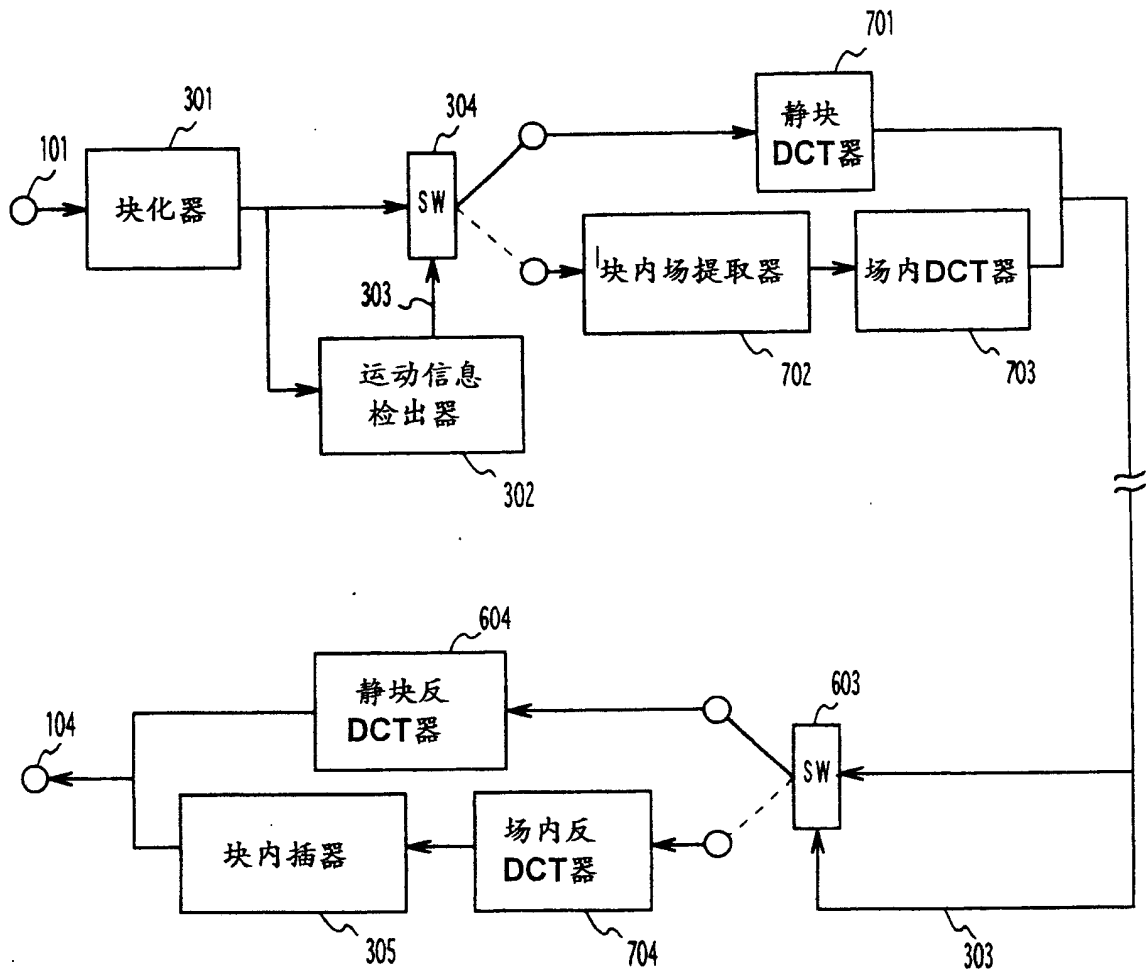 701
301
304
静块
DCT器
101
块化器
SW
块内场提取器
场内DCT器
303
702
703
运动信息
检出器
302
604
603
静块反
DCT器
104
SW
块内插器
场内反
DCT器
305
704
303